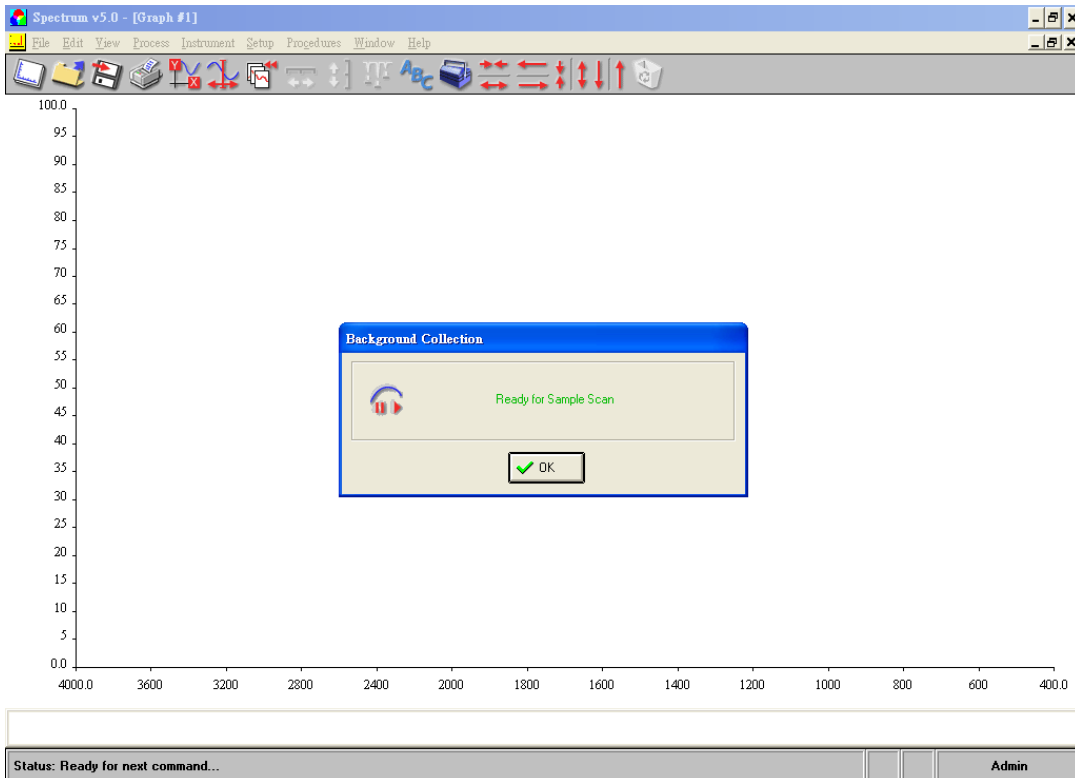 Spectrum v5.0 - [Graph #1]
File Edit View Process Instrument Setup Procedures Window Help
Y X ABC
100.0
95
90
85
80
75
70
65
60
55
50
45
40
35
30
25
20
15
10
5
0.0
Background Collection
Ready for Sample Scan
OK
4000.0 3600 3200 2800 2400 2000 1800 1600 1400 1200 1000 800 600 400.0
Status: Ready for next command... Admin